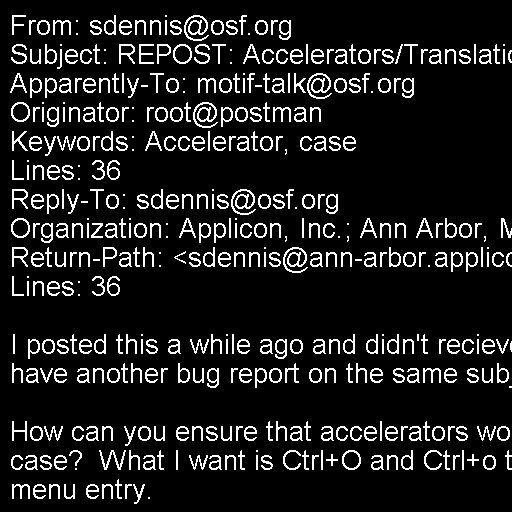 From: sdennis@osf.org
Subject: REPOST: Accelerators/Translatio
Apparently-To: motif-talk@osf.org
Originator: root@postman
Keywords: Accelerator, case
Lines: 36
Reply-To: sdennis@osf.org
Organization: Applicon, Inc.; Ann Arbor, M
Return-Path: <sdennis@ann-arbor.applico
Lines: 36

I posted this a while ago and didn't recieve
have another bug report on the same subj

How can you ensure that accelerators wo
case?  What I want is Ctrl+O and Ctrl+o t
menu entry.